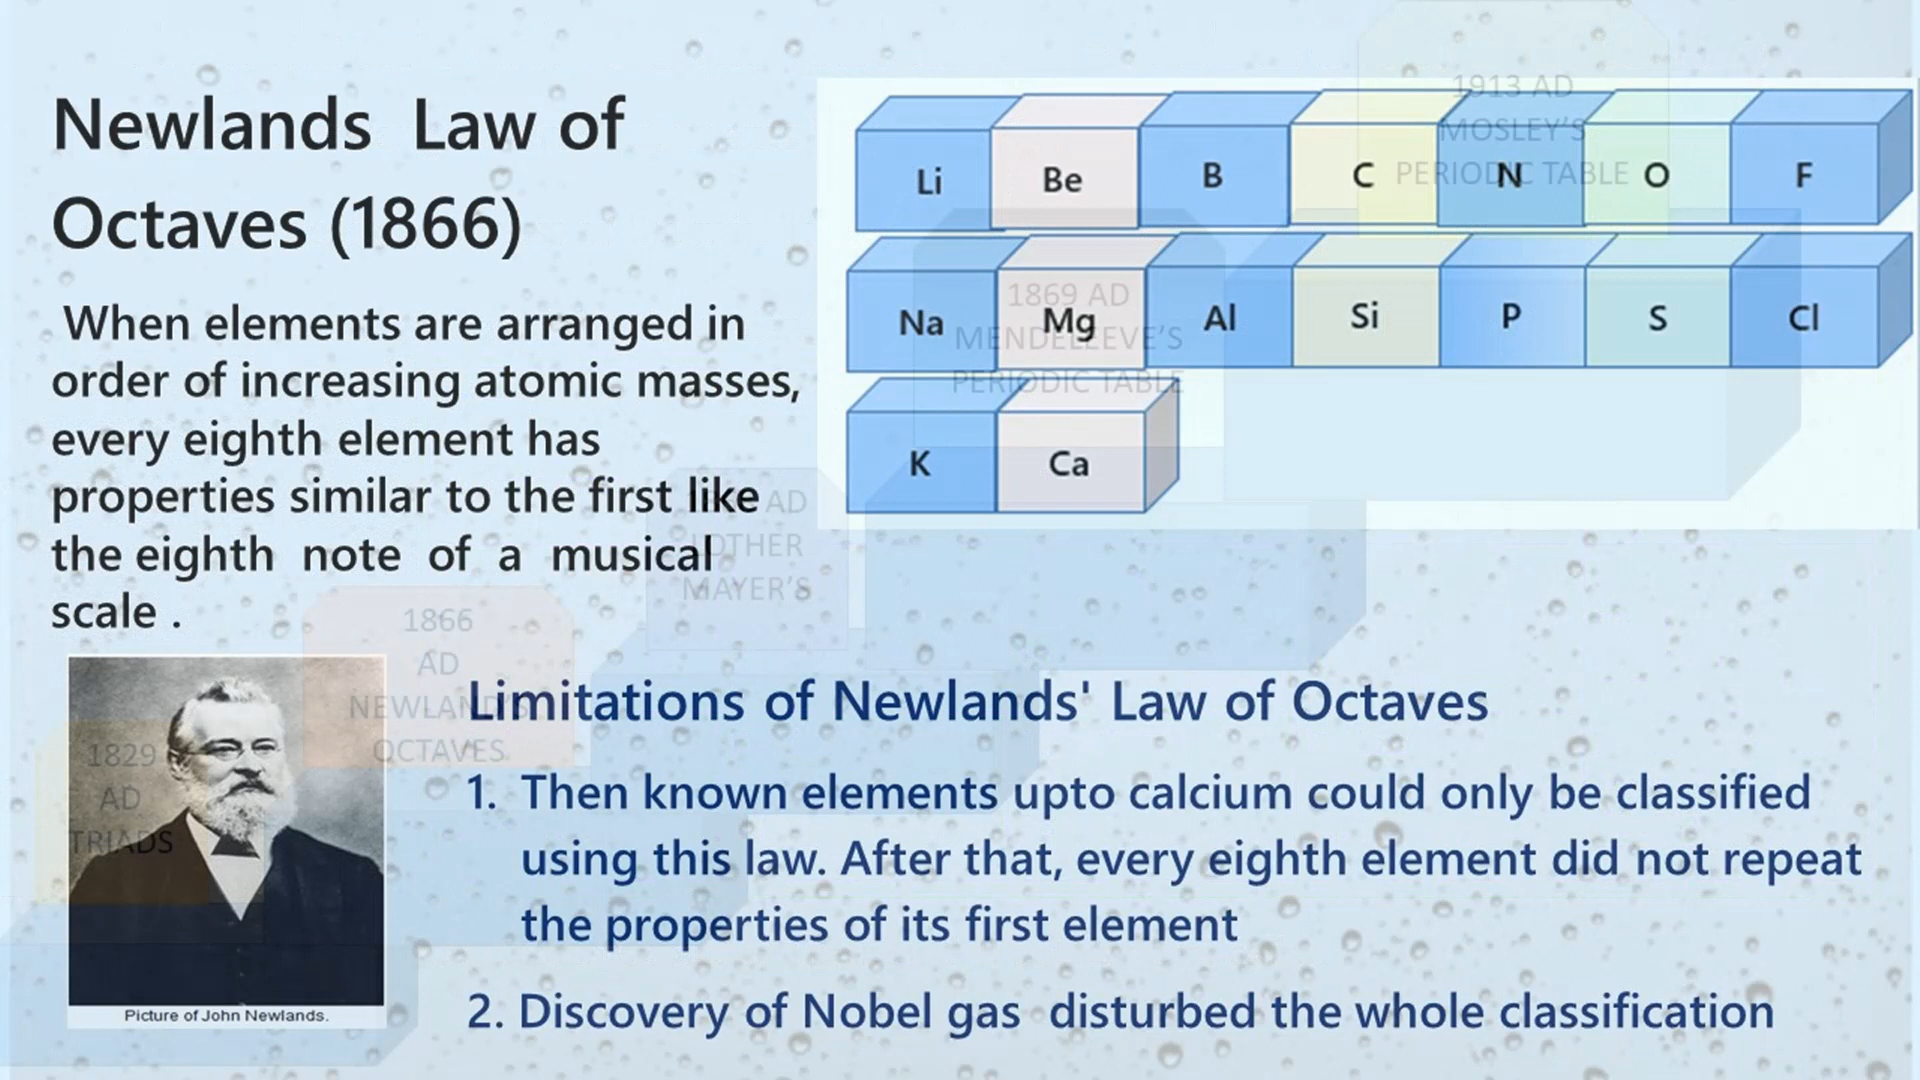 Newlands Law of
Octaves (1866)
When elements are arranged in
order of increasing atomic masses,
every eighth element has
properties similar to the first like
the eighth note of a musical
scale .
Li Be B C N O F
Na Mg Al Si P S Cl
K Ca
1913 AD
MOSLEY'S
PERIODIC TABLE
1869 AD
MENDELEEVE'S
PERIODIC TABLE
AD
LOTHER
MAYER'S
1866
AD
NEWLAND'S
OCTAVES
1829
AD
TRIADS
Picture of John Newlands.
Limitations of Newlands' Law of Octaves
1. Then known elements upto calcium could only be classified
using this law. After that, every eighth element did not repeat
the properties of its first element
2. Discovery of Nobel gas disturbed the whole classification